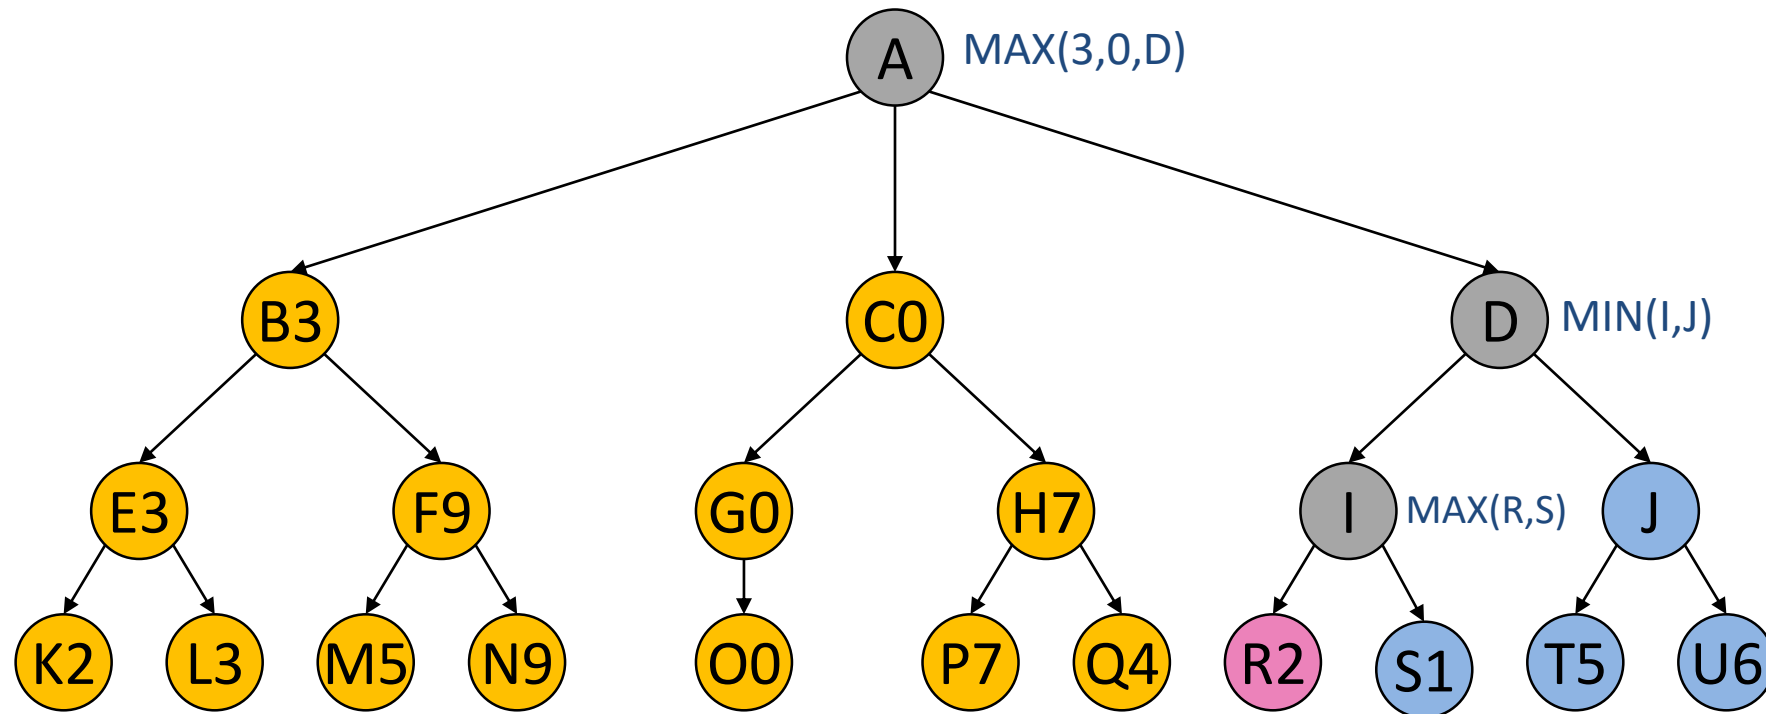 A MAX(3,0,D)
B3 C0 D MIN(I,J)
E3 F9 G0 H7 I MAX(R,S) J
K2 L3 M5 N9 O0 P7 Q4 R2 S1 T5 U6